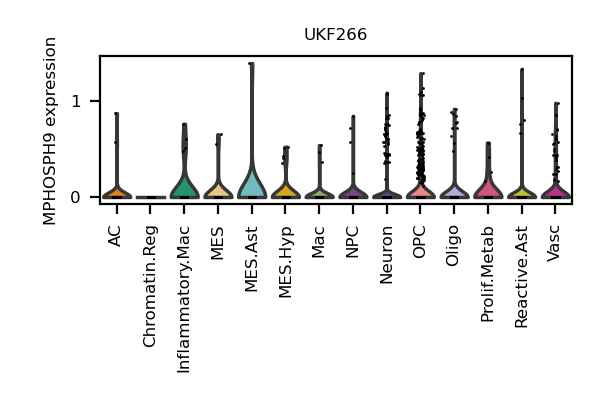 UKF266
MPHOSPH9 expression
1
0
AC
Chromatin.Reg
Inflammatory.Mac
MES
MES.Ast
MES.Hyp
Mac
NPC
Neuron
OPC
Oligo
Prolif.Metab
Reactive.Ast
Vasc